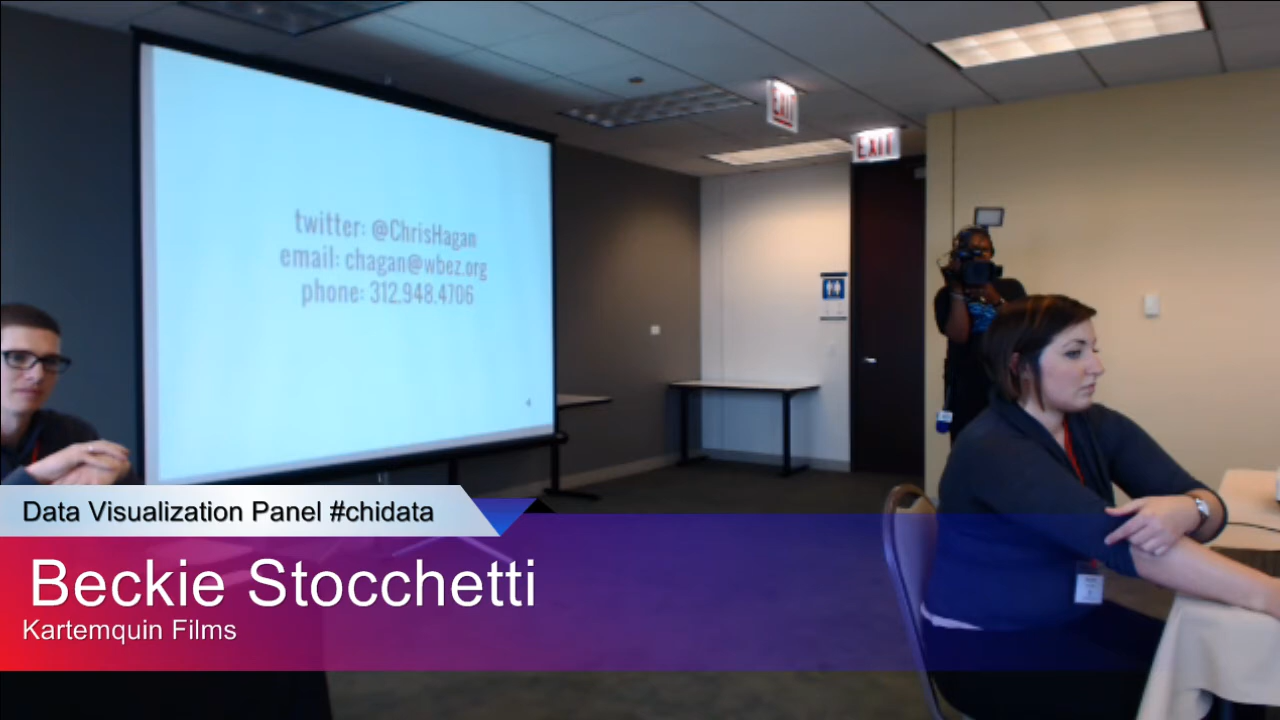 twitter: @ChrisHagan
email: chagan@wbez.org
phone: 312.948.4706
EXIT
EXIT
Data Visualization Panel #chidata
Beckie Stocchetti
Kartemquin Films